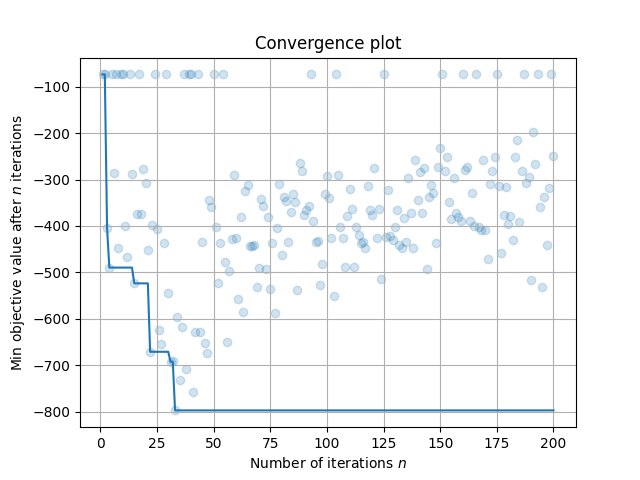 Convergence plot
Min objective value after n iterations
−100
−200
−300
−400
−500
−600
−700
−800
0 25 50 75 100 125 150 175 200
Number of iterations n